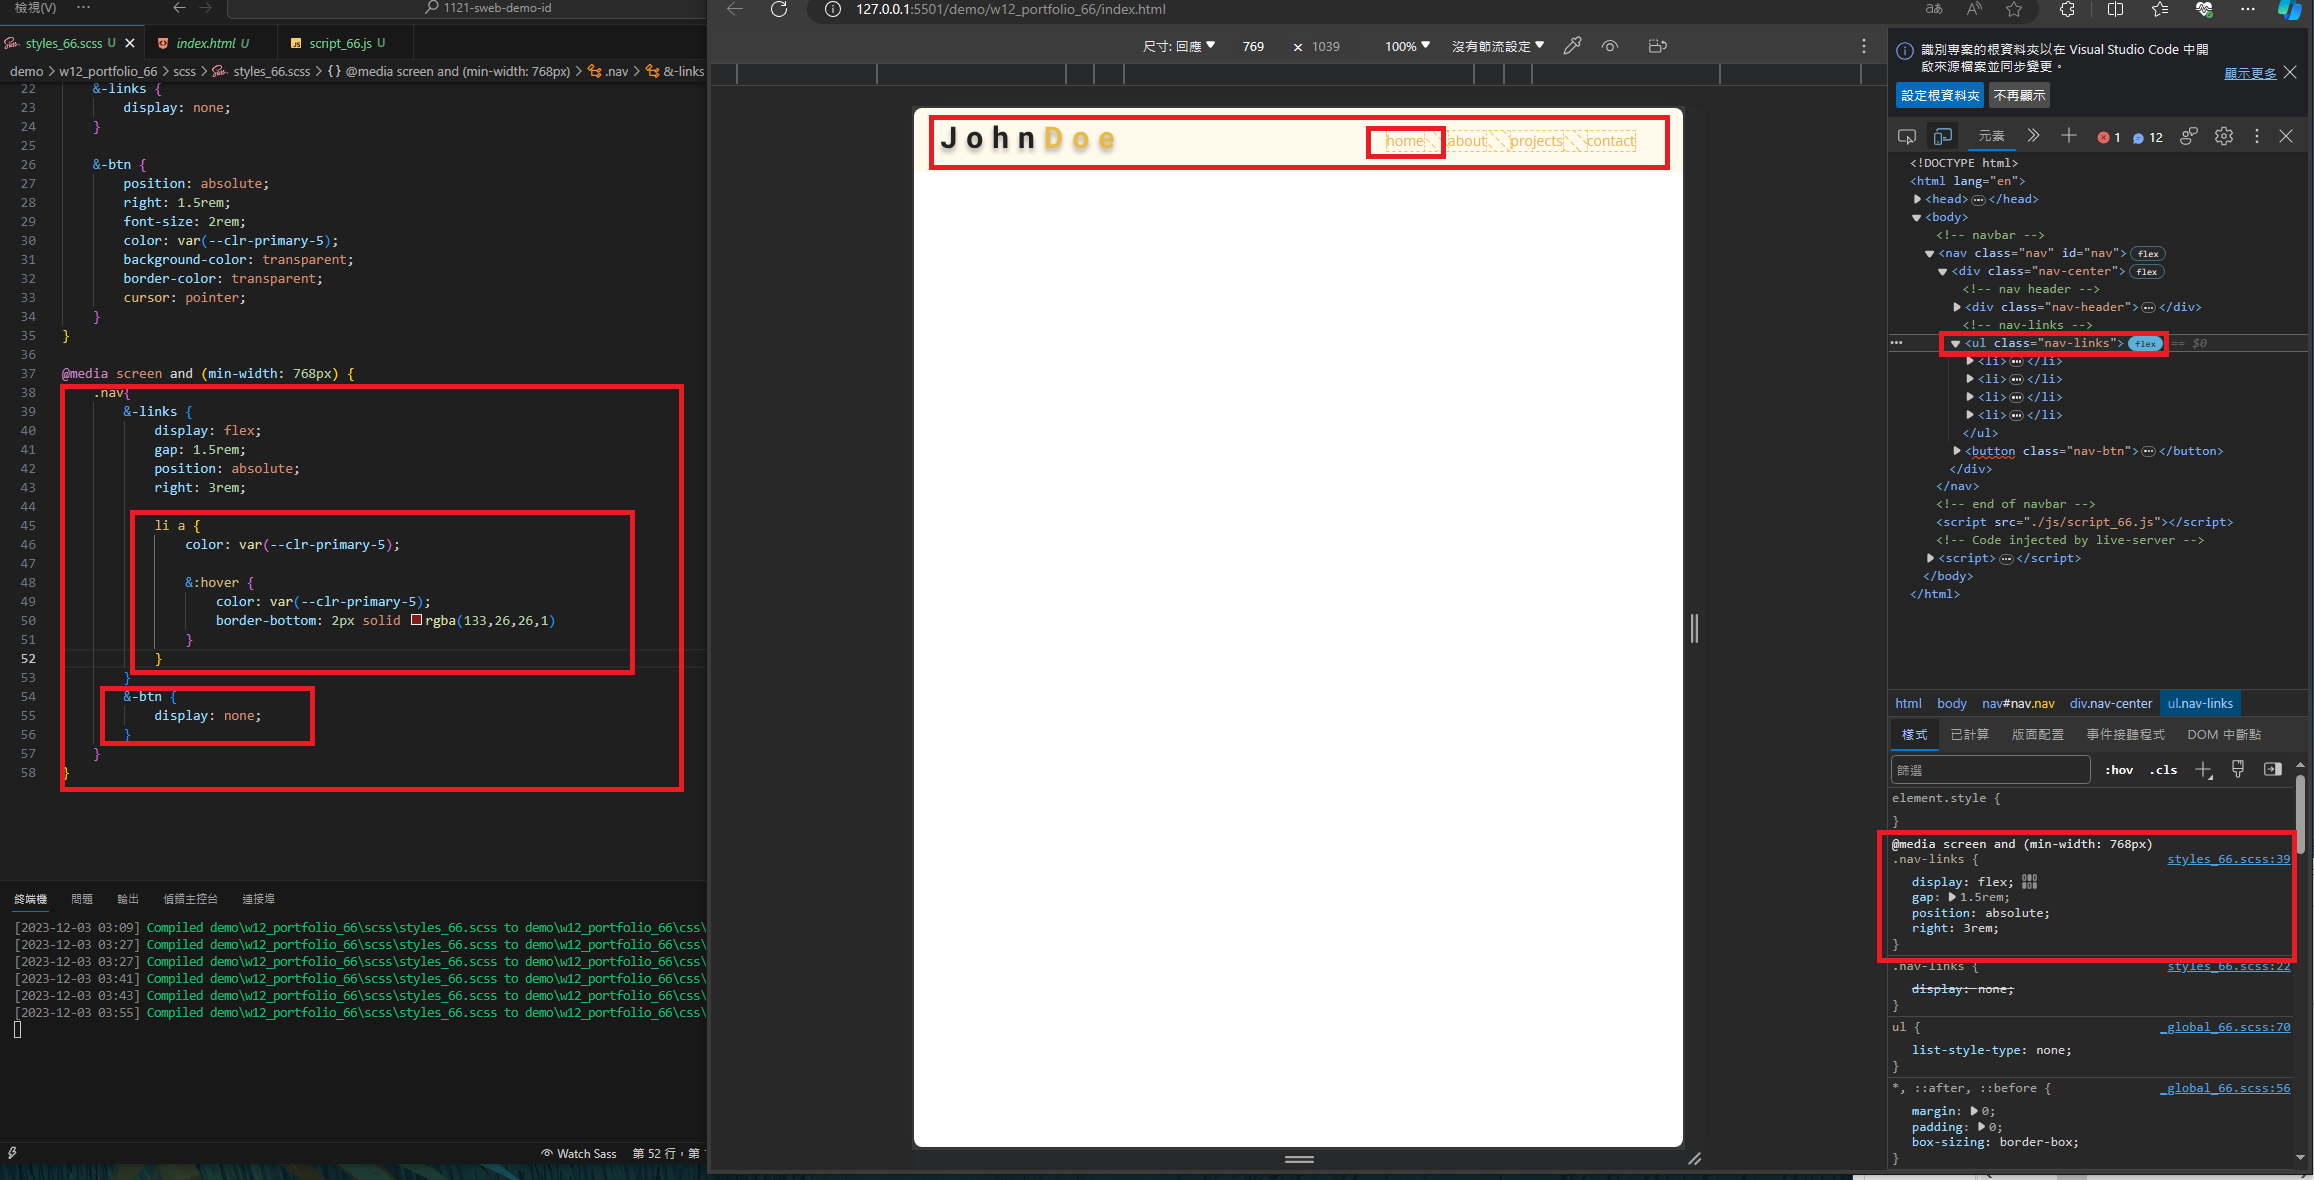 檢視(V) ··· ← → 1121-sweb-demo-id
styles_66.scss U × index.html U script_66.js U
demo > w12_portfolio_66 > scss > styles_66.scss > {} @media screen and (min-width: 768px) > .nav > &-links
22 &-links {
23 display: none;
24 }
25
26 &-btn {
27 position: absolute;
28 right: 1.5rem;
29 font-size: 2rem;
30 color: var(--clr-primary-5);
31 background-color: transparent;
32 border-color: transparent;
33 cursor: pointer;
34 }
35 }
36
37 @media screen and (min-width: 768px) {
38 .nav{
39 &-links {
40 display: flex;
41 gap: 1.5rem;
42 position: absolute;
43 right: 3rem;
44
45 li a {
46 color: var(--clr-primary-5);
47
48 &:hover {
49 color: var(--clr-primary-5);
50 border-bottom: 2px solid rgba(133,26,26,1)
51 }
52 }
53 }
54 &-btn {
55 display: none;
56 }
57 }
58 }
終端機 問題 輸出 偵錯主控台 連接埠
[2023-12-03 03:09] Compiled demo\w12_portfolio_66\scss\styles_66.scss to demo\w12_portfolio_66\css\
[2023-12-03 03:27] Compiled demo\w12_portfolio_66\scss\styles_66.scss to demo\w12_portfolio_66\css\
[2023-12-03 03:27] Compiled demo\w12_portfolio_66\scss\styles_66.scss to demo\w12_portfolio_66\css\
[2023-12-03 03:41] Compiled demo\w12_portfolio_66\scss\styles_66.scss to demo\w12_portfolio_66\css\
[2023-12-03 03:43] Compiled demo\w12_portfolio_66\scss\styles_66.scss to demo\w12_portfolio_66\css\
[2023-12-03 03:55] Compiled demo\w12_portfolio_66\scss\styles_66.scss to demo\w12_portfolio_66\css\
Watch Sass 第 52 行，第
127.0.0.1:5501/demo/w12_portfolio_66/index.html
尺寸: 回應 ▼ 769 × 1039 100% ▼ 沒有節流設定 ▼
JohnDoe home about projects contact
識別專案的根資料夾以在 Visual Studio Code 中開
啟來源檔案並同步變更。
顯示更多
設定根資料夾 不再顯示
元素 1 12
<!DOCTYPE html>
<html lang="en">
<head>···</head>
<body>
<!-- navbar -->
<nav class="nav" id="nav"> flex
<div class="nav-center"> flex
<!-- nav header -->
<div class="nav-header">···</div>
<!-- nav-links -->
··· <ul class="nav-links"> flex == $0
<li>···</li>
<li>···</li>
<li>···</li>
<li>···</li>
</ul>
<button class="nav-btn">···</button>
</div>
</nav>
<!-- end of navbar -->
<script src="./js/script_66.js"></script>
<!-- Code injected by live-server -->
<script>···</script>
</body>
</html>
html body nav#nav.nav div.nav-center ul.nav-links
樣式 已計算 版面配置 事件接聽程式 DOM 中斷點
篩選 :hov .cls
element.style {
}
@media screen and (min-width: 768px)
.nav-links { styles_66.scss:39
display: flex;
gap: 1.5rem;
position: absolute;
right: 3rem;
}
.nav-links { styles_66.scss:22
display: none;
}
ul { _global_66.scss:70
list-style-type: none;
}
*, ::after, ::before { _global_66.scss:56
margin: 0;
padding: 0;
box-sizing: border-box;
}